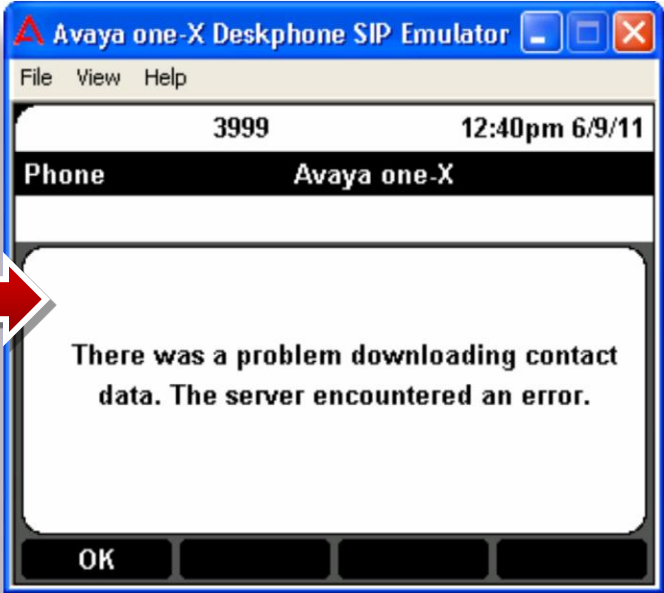 Avaya one-X Deskphone SIP Emulator
File View Help
3999 12:40pm 6/9/11
Phone Avaya one-X
There was a problem downloading contact
data. The server encountered an error.
OK